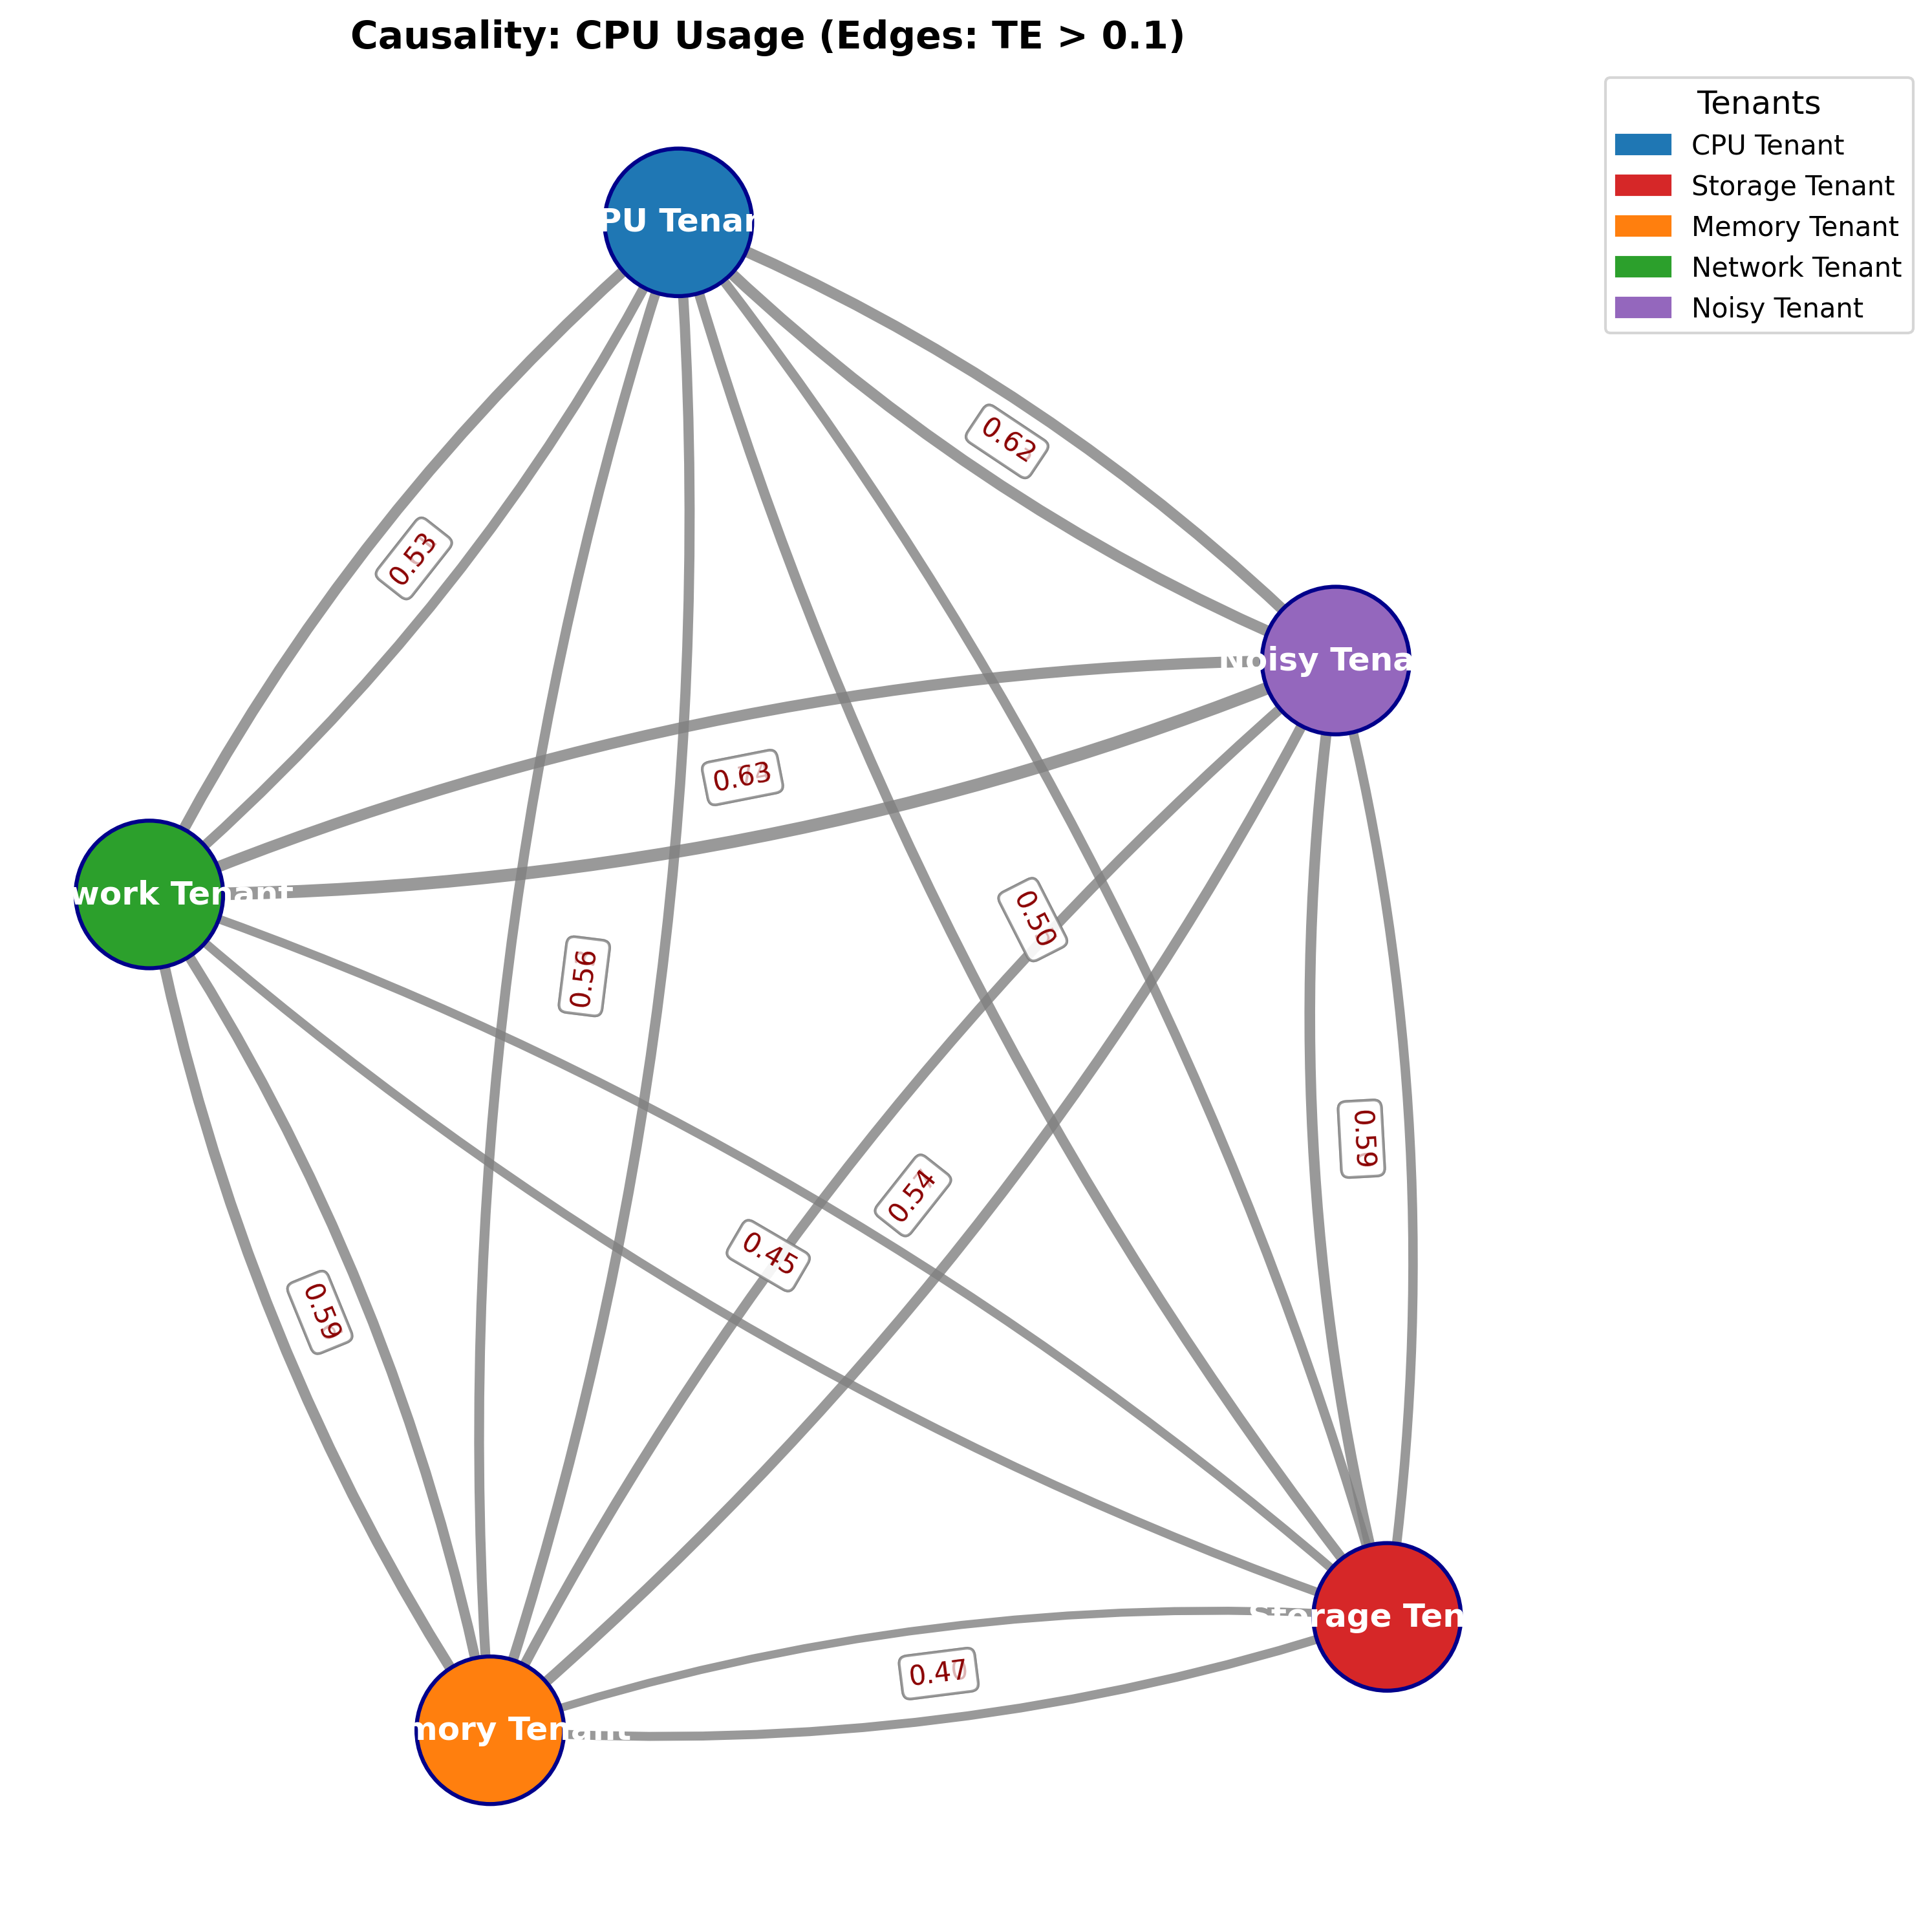 Causality: CPU Usage (Edges: TE > 0.1)
Tenants
CPU Tenant
Storage Tenant
Memory Tenant
Network Tenant
Noisy Tenant
PU Tenan
0.62
0.53
Noisy Tena
0.63
work Tenant
0.50
0.56
0.59
0.54
0.45
0.59
Storage Ten
0.47
mory Tenant